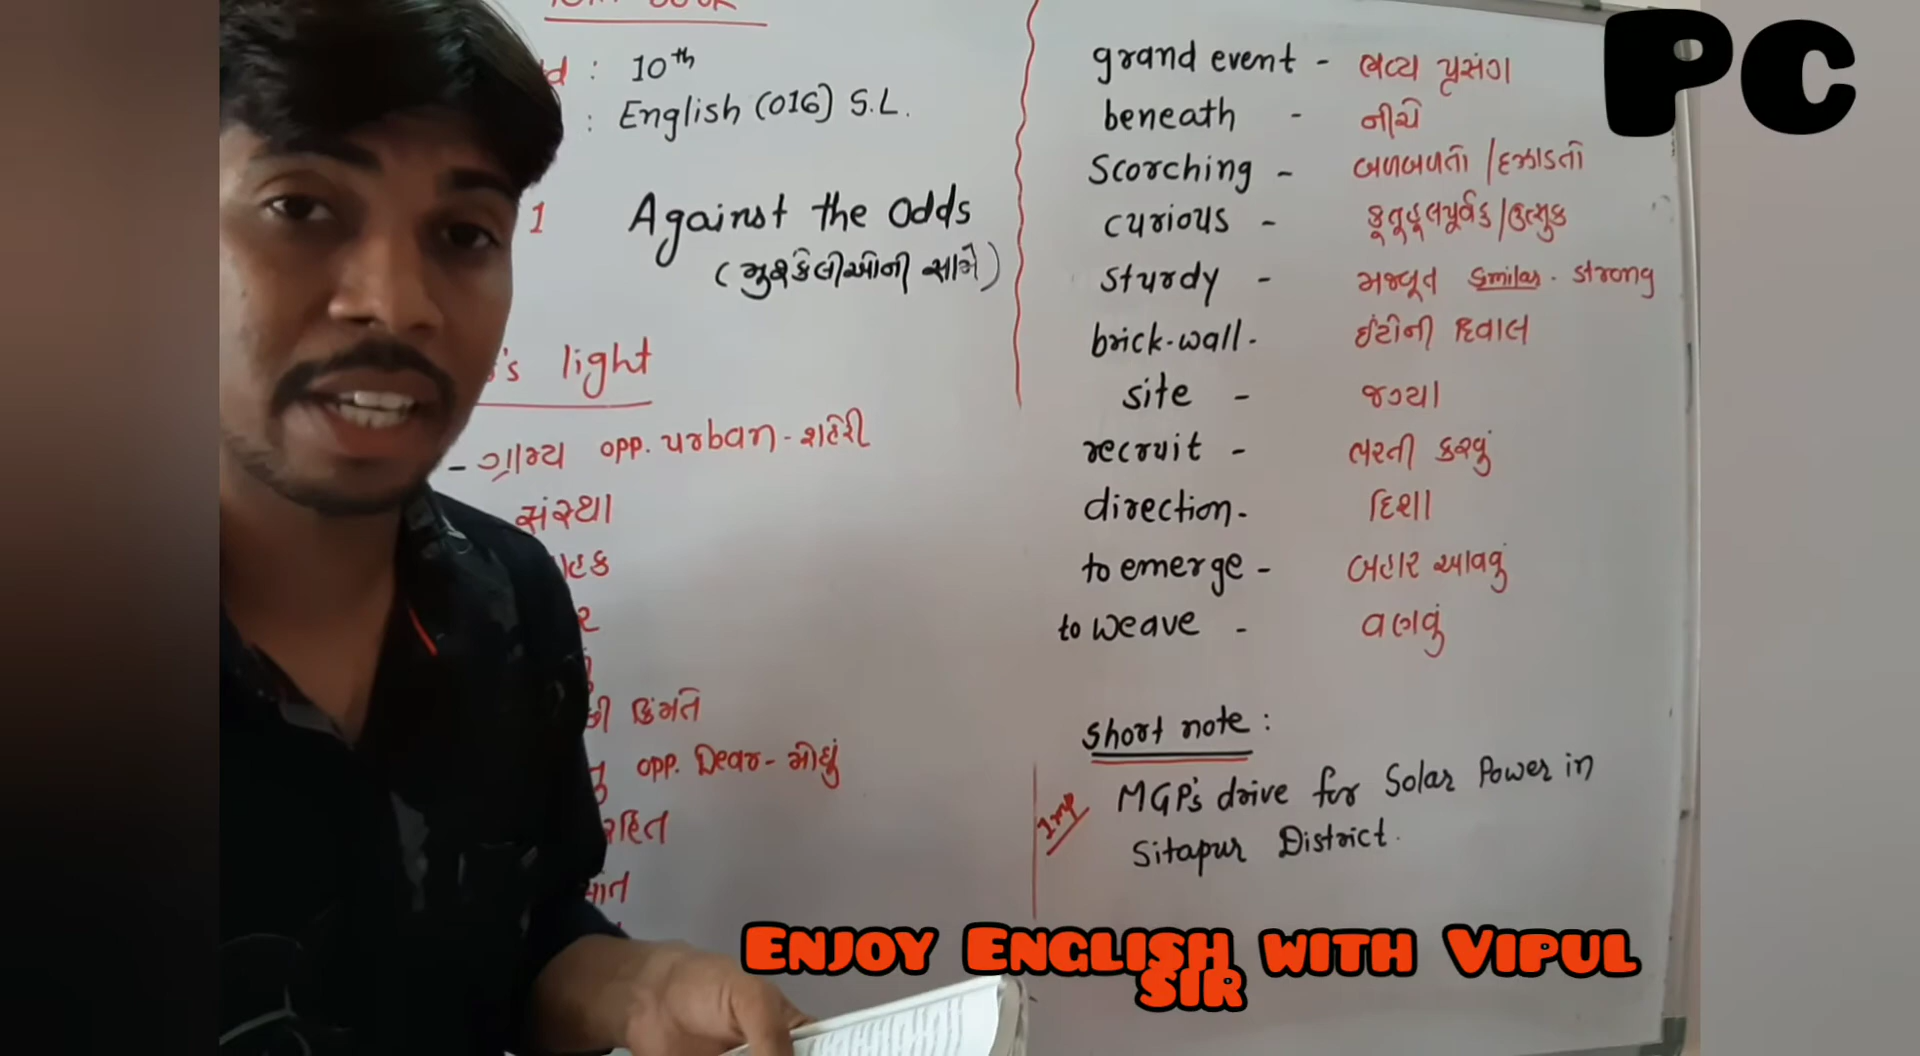 : 10th
: English (016) S.L.
1 Against the Odds
(મુશ્કેલીઓની સામે)
's light
- ગ્રામ્ય opp. urban - શહેરી
સંસ્થા
કિંમતે
opp. Dear - મોઘું
રહિત
grand event - ભવ્ય પ્રસંગ
beneath - નીચે
Scorching - બળબળતો / દઝાડતો
curious - કૂતૂહલપૂર્વક / ઉત્સુક
Sturdy - મજબૂત Similar. Strong
brick-wall. ઈંટોની દિવાલ
site - જગ્યા
recruit - ભરતી કરવું
direction- દિશા
to emerge - બહાર આવવું
to weave - વણવું
Short note :
Imp MGP's drive for Solar Power in
Sitapur District.
PC
Enjoy English with Vipul
Sir